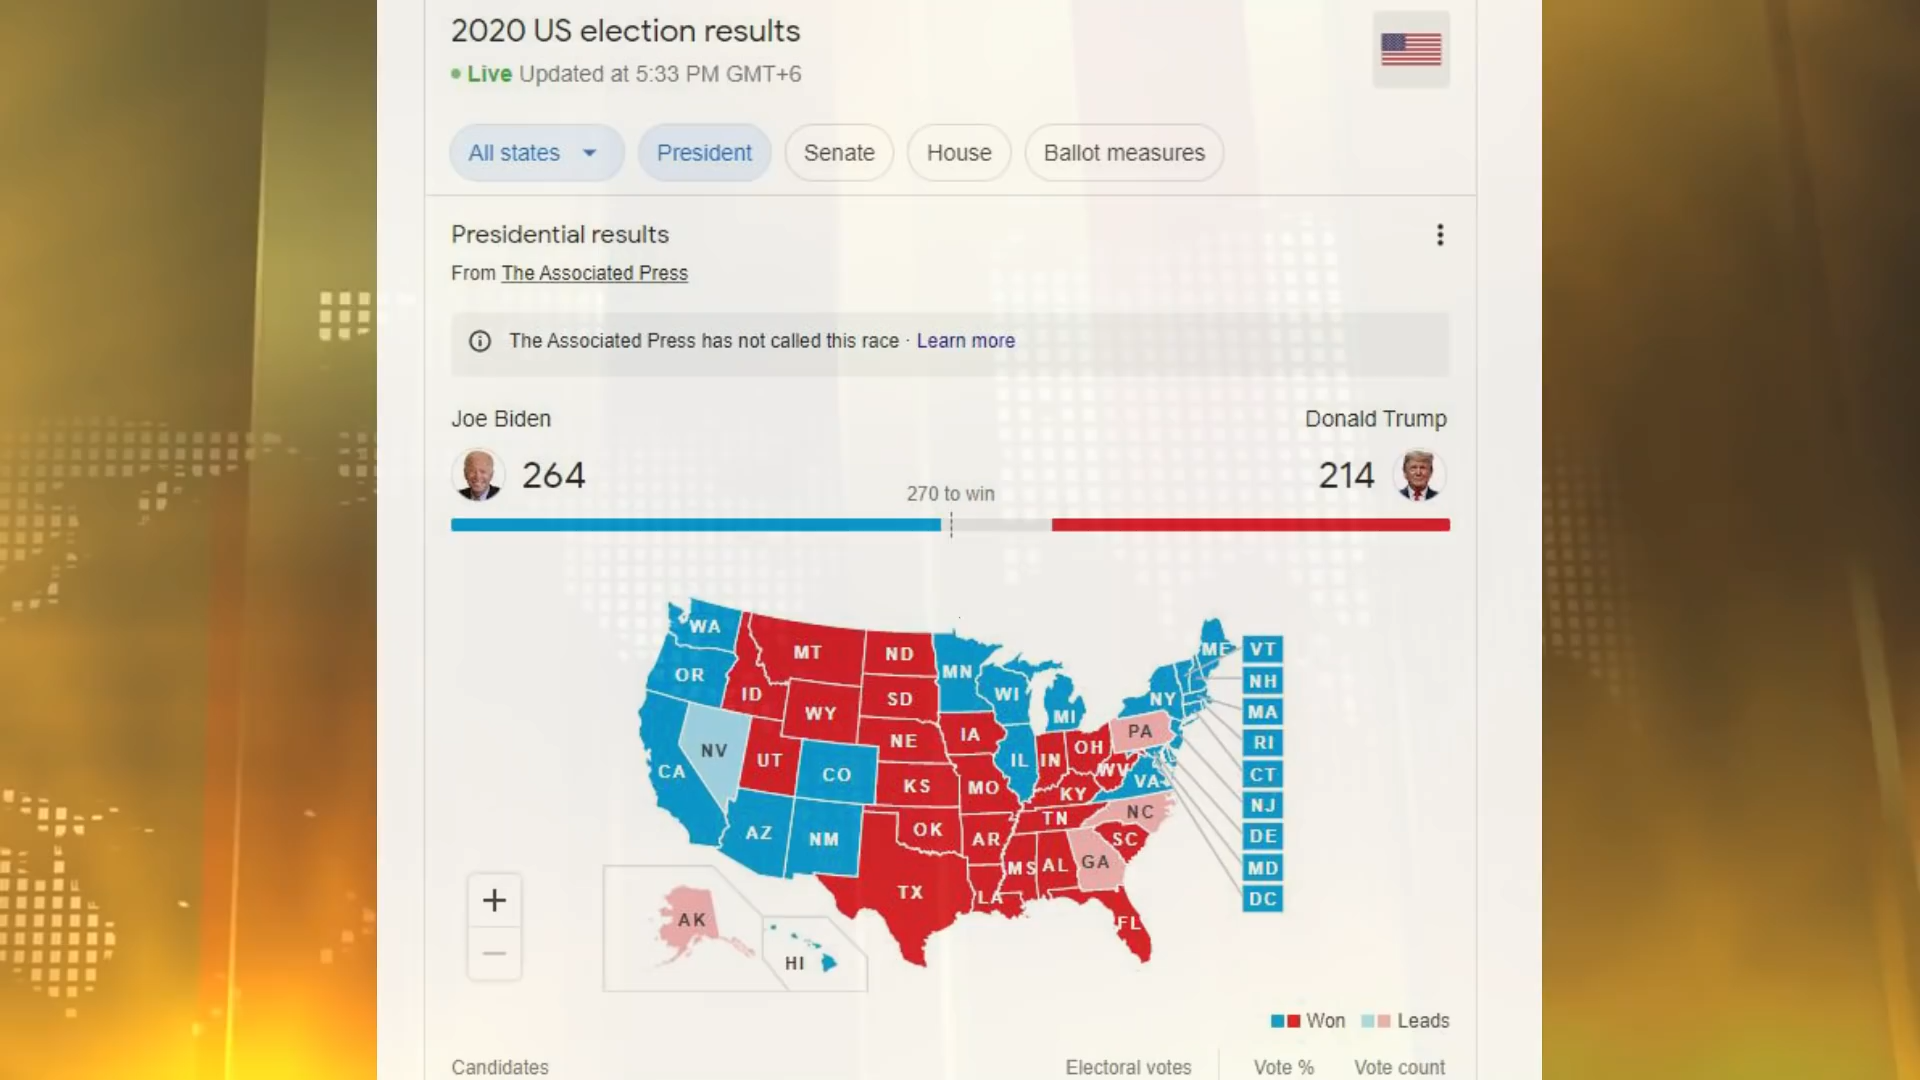 2020 US election results
Live Updated at 5:33 PM GMT+6
All states
President
Senate
House
Ballot measures
Presidential results
From The Associated Press
The Associated Press has not called this race · Learn more
Joe Biden
Donald Trump
264
214
270 to win
WA
MT
ND
MN
ME
VT
OR
ID
SD
WI
NY
NH
WY
MI
MA
NV
UT
NE
IA
PA
RI
CA
CO
KS
MO
IL
IN
OH
WV
VA
CT
KY
NJ
AZ
NM
OK
AR
TN
NC
SC
DE
TX
LA
MS
AL
GA
MD
FL
DC
AK
HI
Won
Leads
Candidates
Electoral votes
Vote %
Vote count